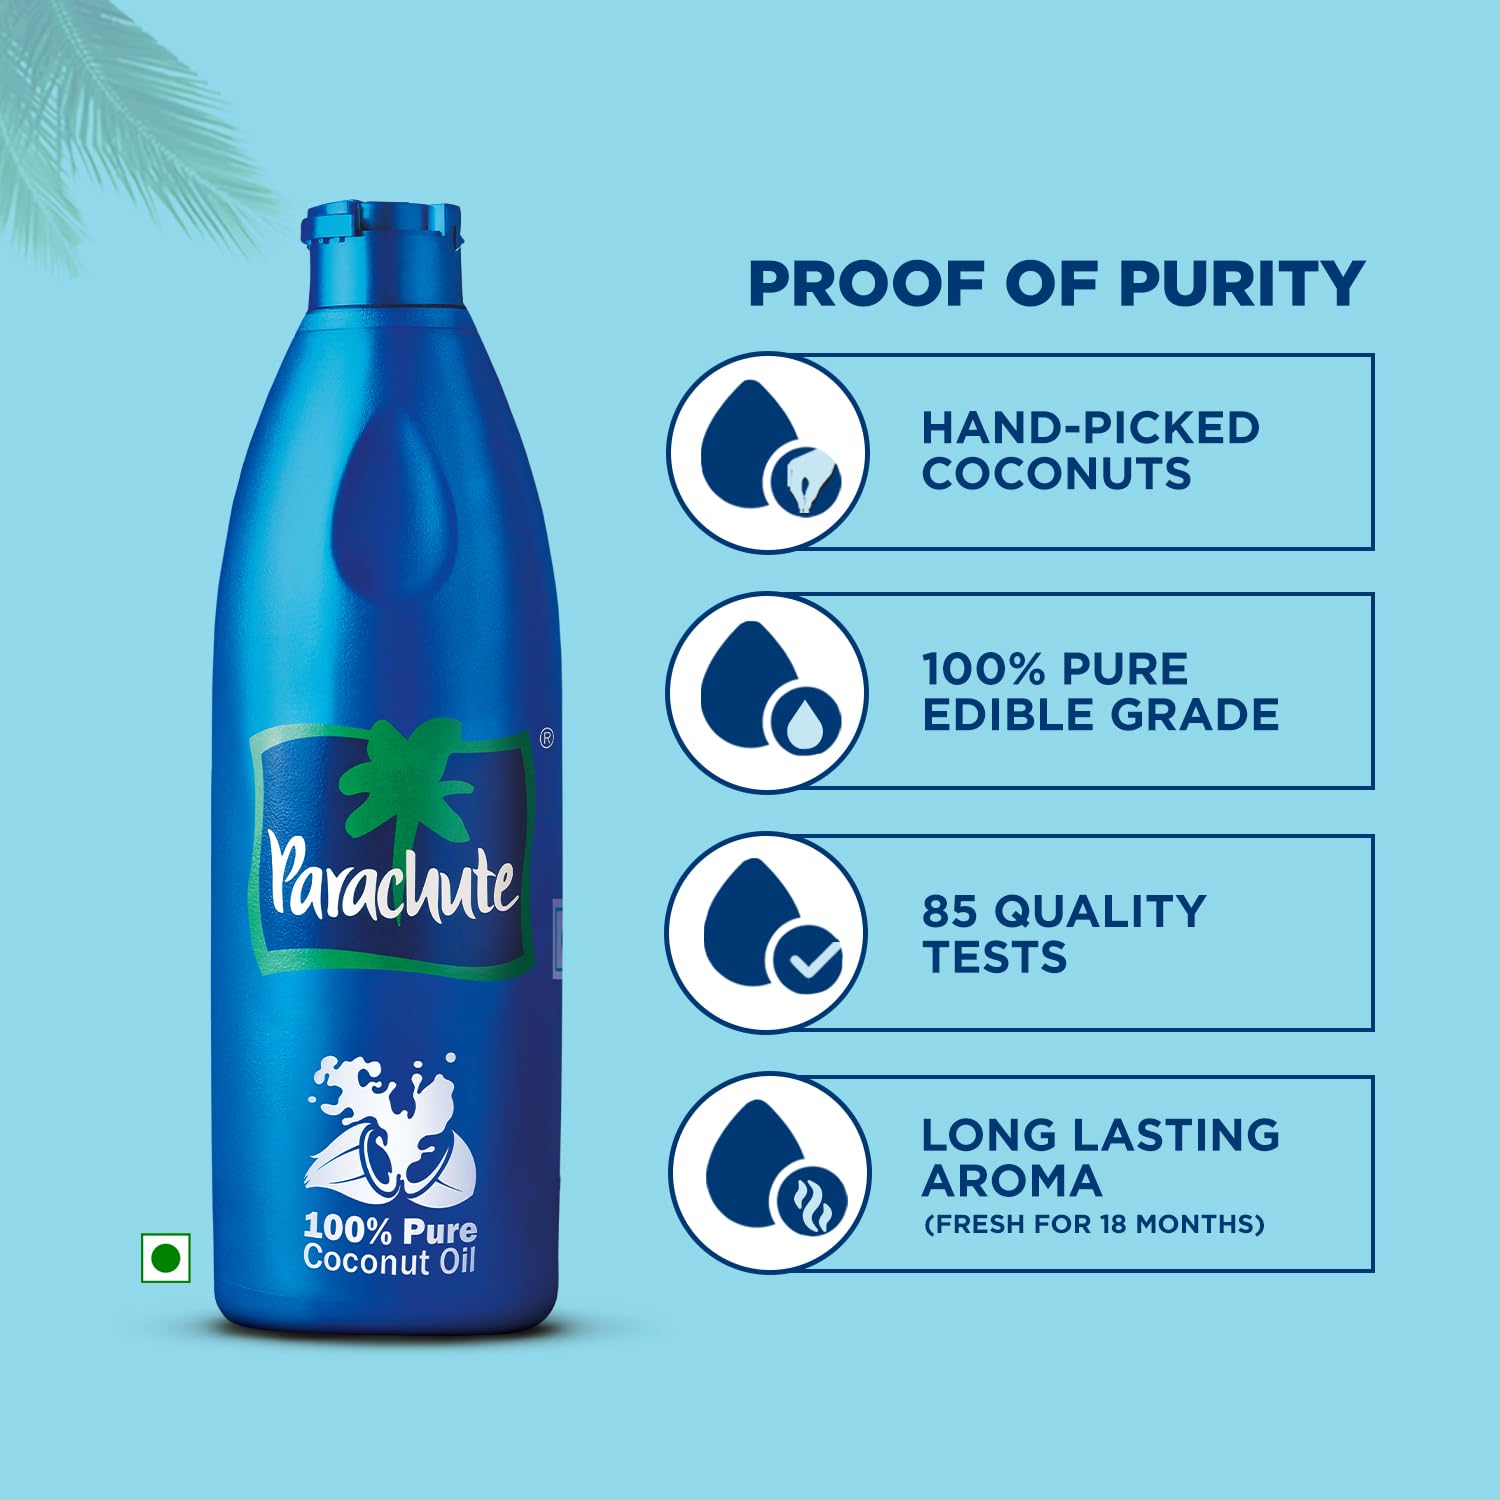 PROOF OF PURITY
HAND-PICKED
COCONUTS
100% PURE
EDIBLE GRADE
85 QUALITY
TESTS
LONG LASTING
AROMA
(FRESH FOR 18 MONTHS)
®
Parachute
100% Pure
Coconut Oil